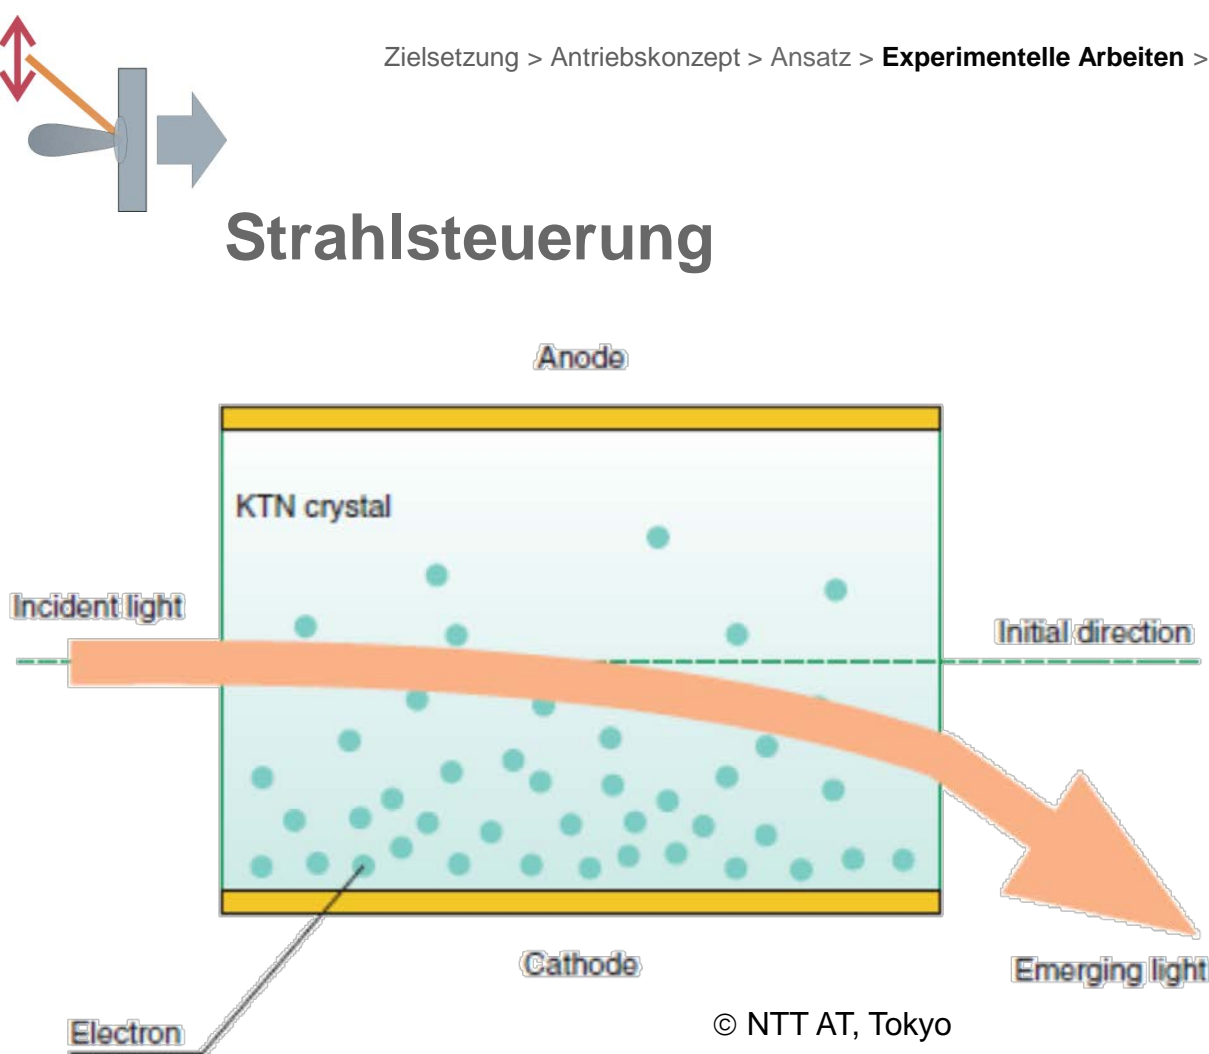 Zielsetzung > Antriebskonzept > Ansatz > Experimentelle Arbeiten >
Strahlsteuerung
Anode
KTN crystal
Incident light
Initial direction
Cathode
Emerging light
© NTT AT, Tokyo
Electron